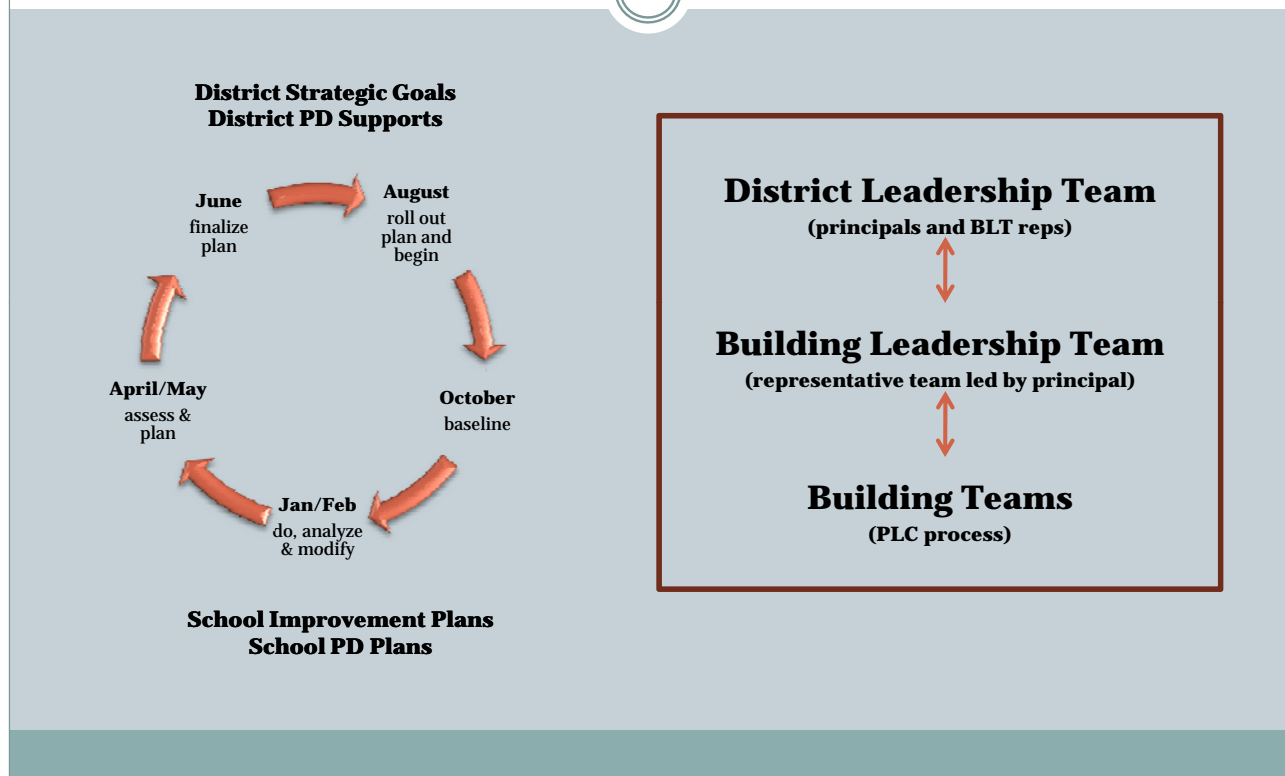 District Strategic Goals
District PD Supports
June
finalize
plan
August
roll out
plan and
begin
October
baseline
Jan/Feb
do, analyze
& modify
April/May
assess &
plan
School Improvement Plans
School PD Plans
District Leadership Team
(principals and BLT reps)
Building Leadership Team
(representative team led by principal)
Building Teams
(PLC process)